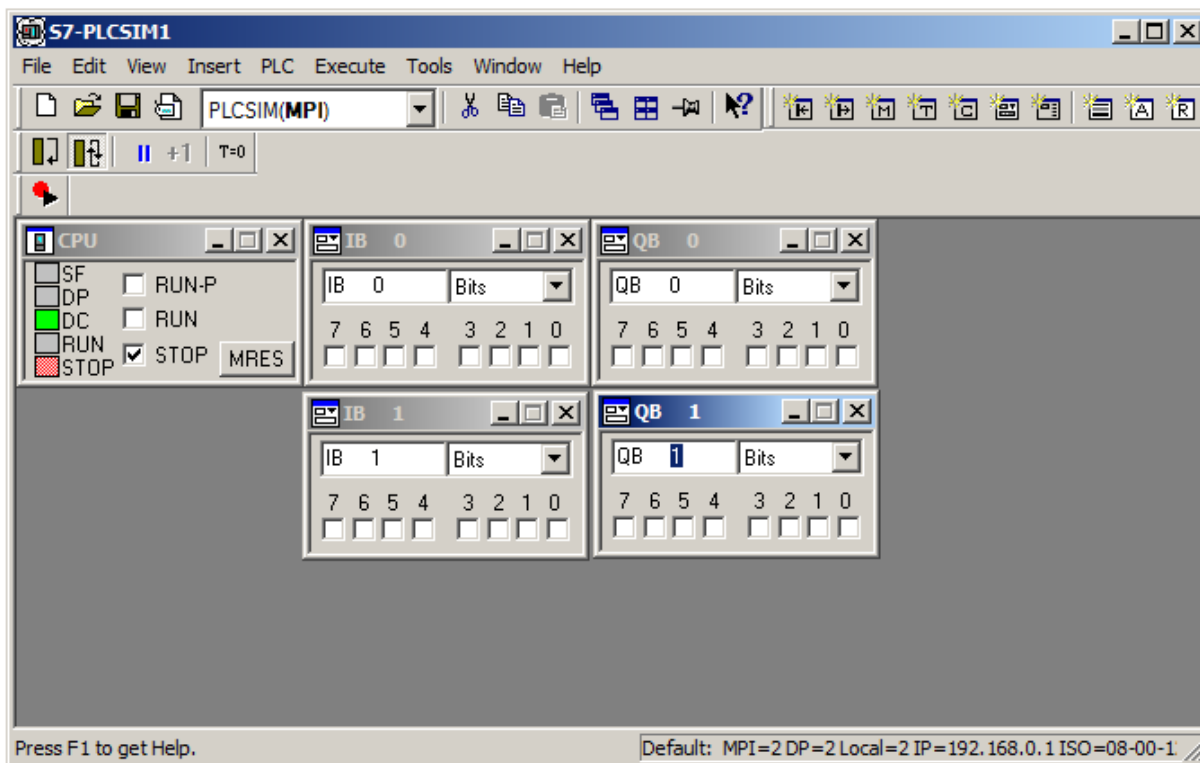 S7-PLCSIM1
File Edit View Insert PLC Execute Tools Window Help
PLCSIM(MPI)
+1 T=0
CPU
SF
DP
DC
RUN
STOP
RUN-P
RUN
STOP MRES
IB 0
IB 0 Bits
7 6 5 4 3 2 1 0
QB 0
QB 0 Bits
7 6 5 4 3 2 1 0
IB 1
IB 1 Bits
7 6 5 4 3 2 1 0
QB 1
QB 1 Bits
7 6 5 4 3 2 1 0
Press F1 to get Help.
Default: MPI=2 DP=2 Local=2 IP=192.168.0.1 ISO=08-00-1